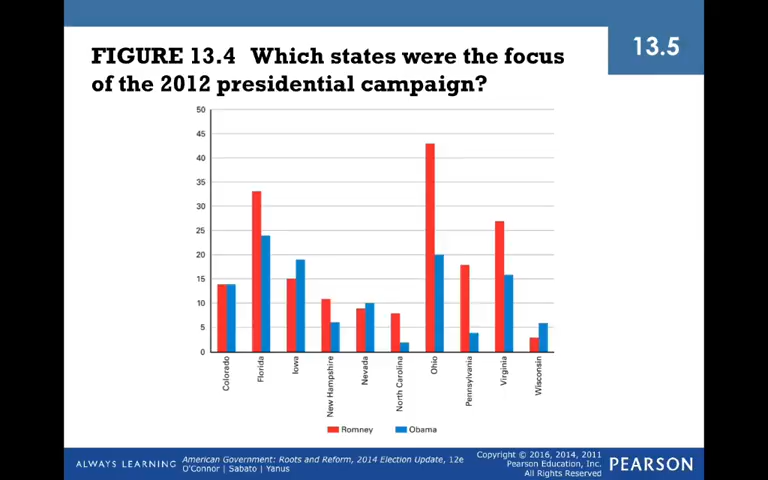 FIGURE 13.4 Which states were the focus
of the 2012 presidential campaign?
13.5
50
45
40
35
30
25
20
15
10
5
0
Colorado
Florida
Iowa
New Hampshire
Nevada
North Carolina
Ohio
Pennsylvania
Virginia
Wisconsin
Romney Obama
ALWAYS LEARNING
American Government: Roots and Reform, 2014 Election Update, 12e
O'Connor | Sabato | Yanus
Copyright © 2016, 2014, 2011
Pearson Education, Inc.
All Rights Reserved
PEARSON